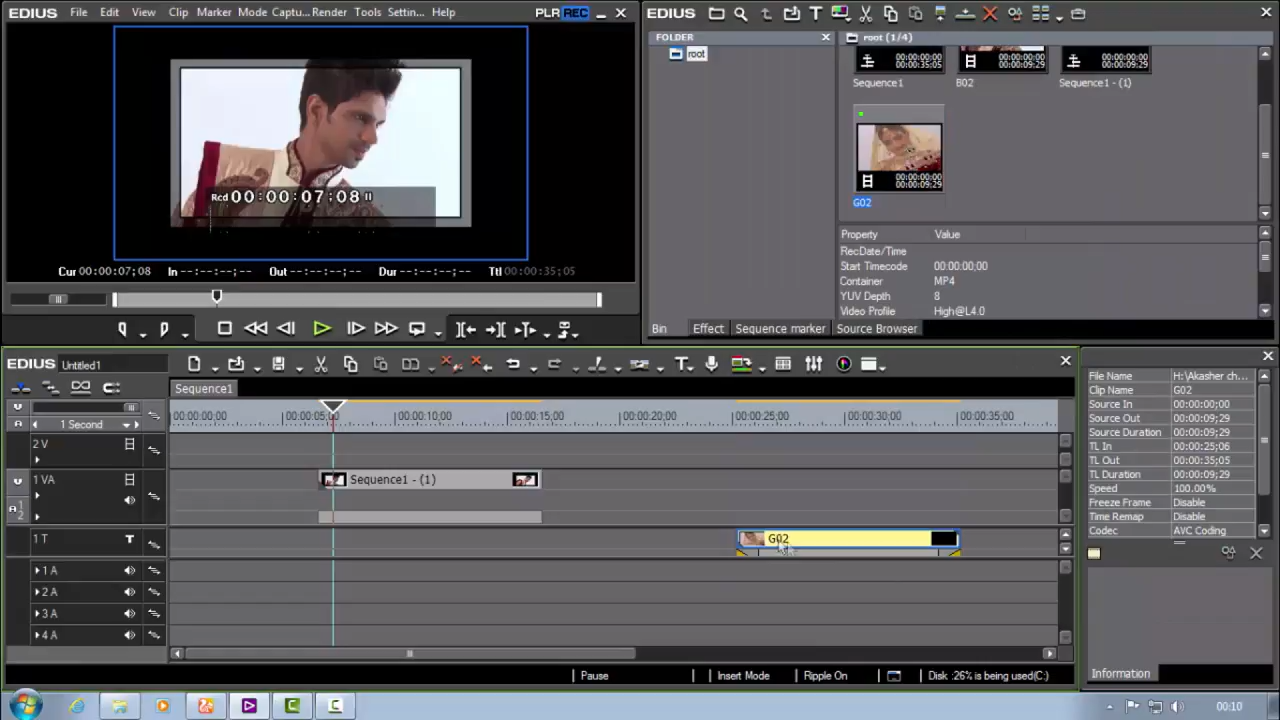 EDIUS File Edit View Clip Marker Mode Captu... Render Tools Settin... Help PLR REC
Rcd 00:00:07;08
Cur 00:00:07;08 In --:--:--;-- Out --:--:--;-- Dur --:--:--;-- Ttl 00:00:35;05
EDIUS
FOLDER
root
root (1/4)
00:00:00:00
00:00:35;05
00:00:00;00
00:00:09;29
00:00:00:00
00:00:09;29
Sequence1 B02 Sequence1 - (1)
00:00:00;00
00:00:09;29
G02
Property Value
RecDate/Time
Start Timecode 00:00:00;00
Container MP4
YUV Depth 8
Video Profile High@L4.0
Bin Effect Sequence marker Source Browser
EDIUS Untitled1
Sequence1
1 Second
00:00:00;00 00:00:05;00 00:00:10;00 00:00:15;00 00:00:20;00 00:00:25;00 00:00:30;00 00:00:35;00
2 V
1 VA Sequence1 - (1)
1
2
1 T T G02
1 A
2 A
3 A
4 A
Pause Insert Mode Ripple On Disk :26% is being used(C:)
File Name H:\Akasher ch...
Clip Name G02
Source In 00:00:00;00
Source Out 00:00:09;29
Source Duration 00:00:09;29
TL In 00:00:25;06
TL Out 00:00:35;05
TL Duration 00:00:09;29
Speed 100.00%
Freeze Frame Disable
Time Remap Disable
Codec AVC Coding
Information
00:10